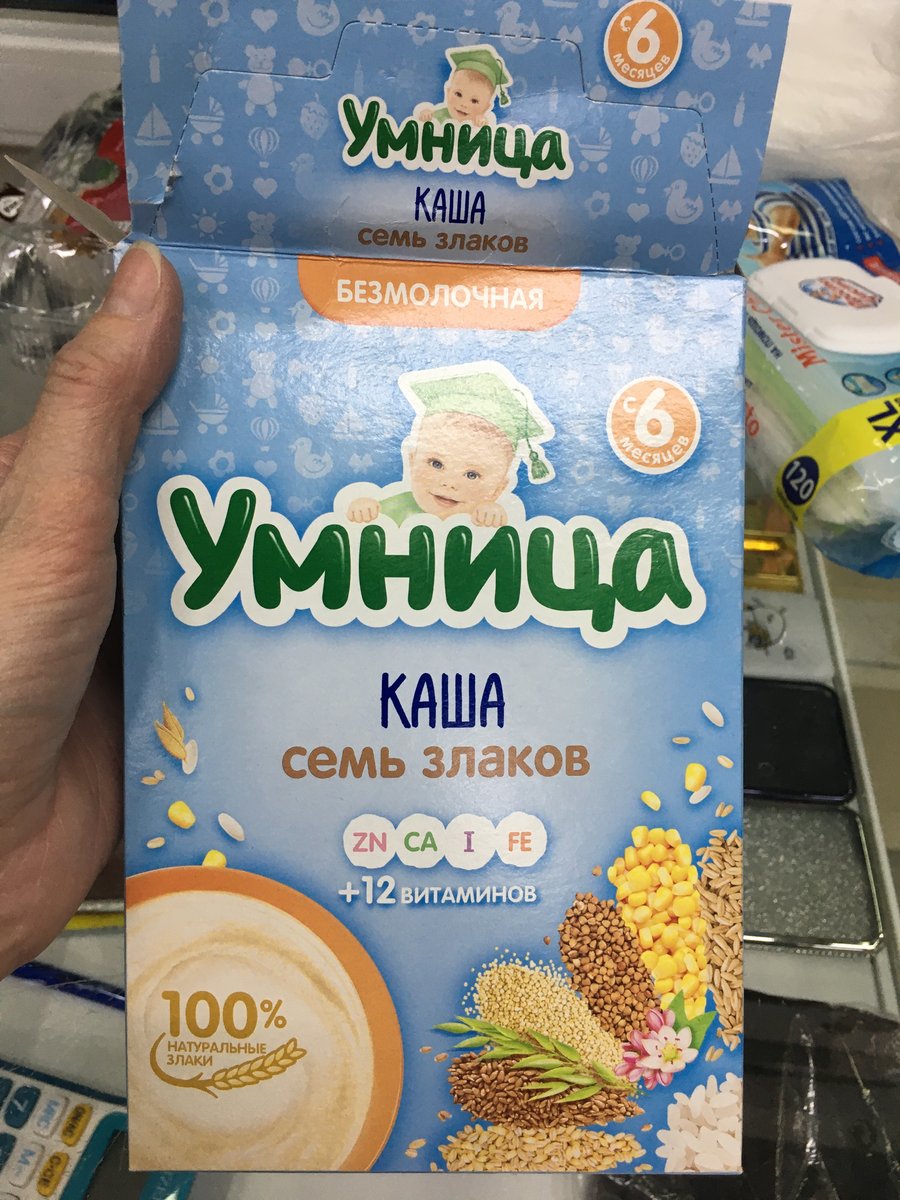 с 6 месяцев
Умница
КАША
семь злаков
БЕЗМОЛОЧНАЯ
с 6 месяцев
Умница
КАША
семь злаков
ZN CA I FE
+12 ВИТАМИНОВ
100%
НАТУРАЛЬНЫЕ
ЗЛАКИ
XL
120